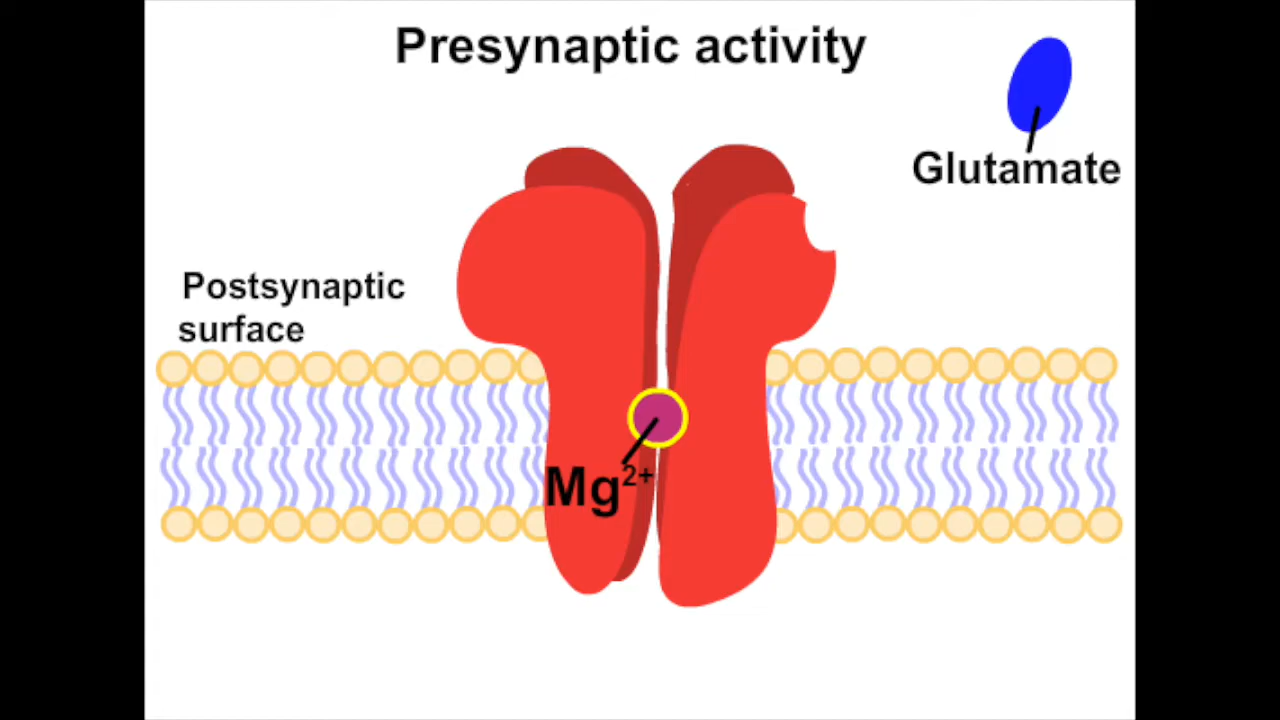 Presynaptic activity
Glutamate
Postsynaptic
surface
Mg2+